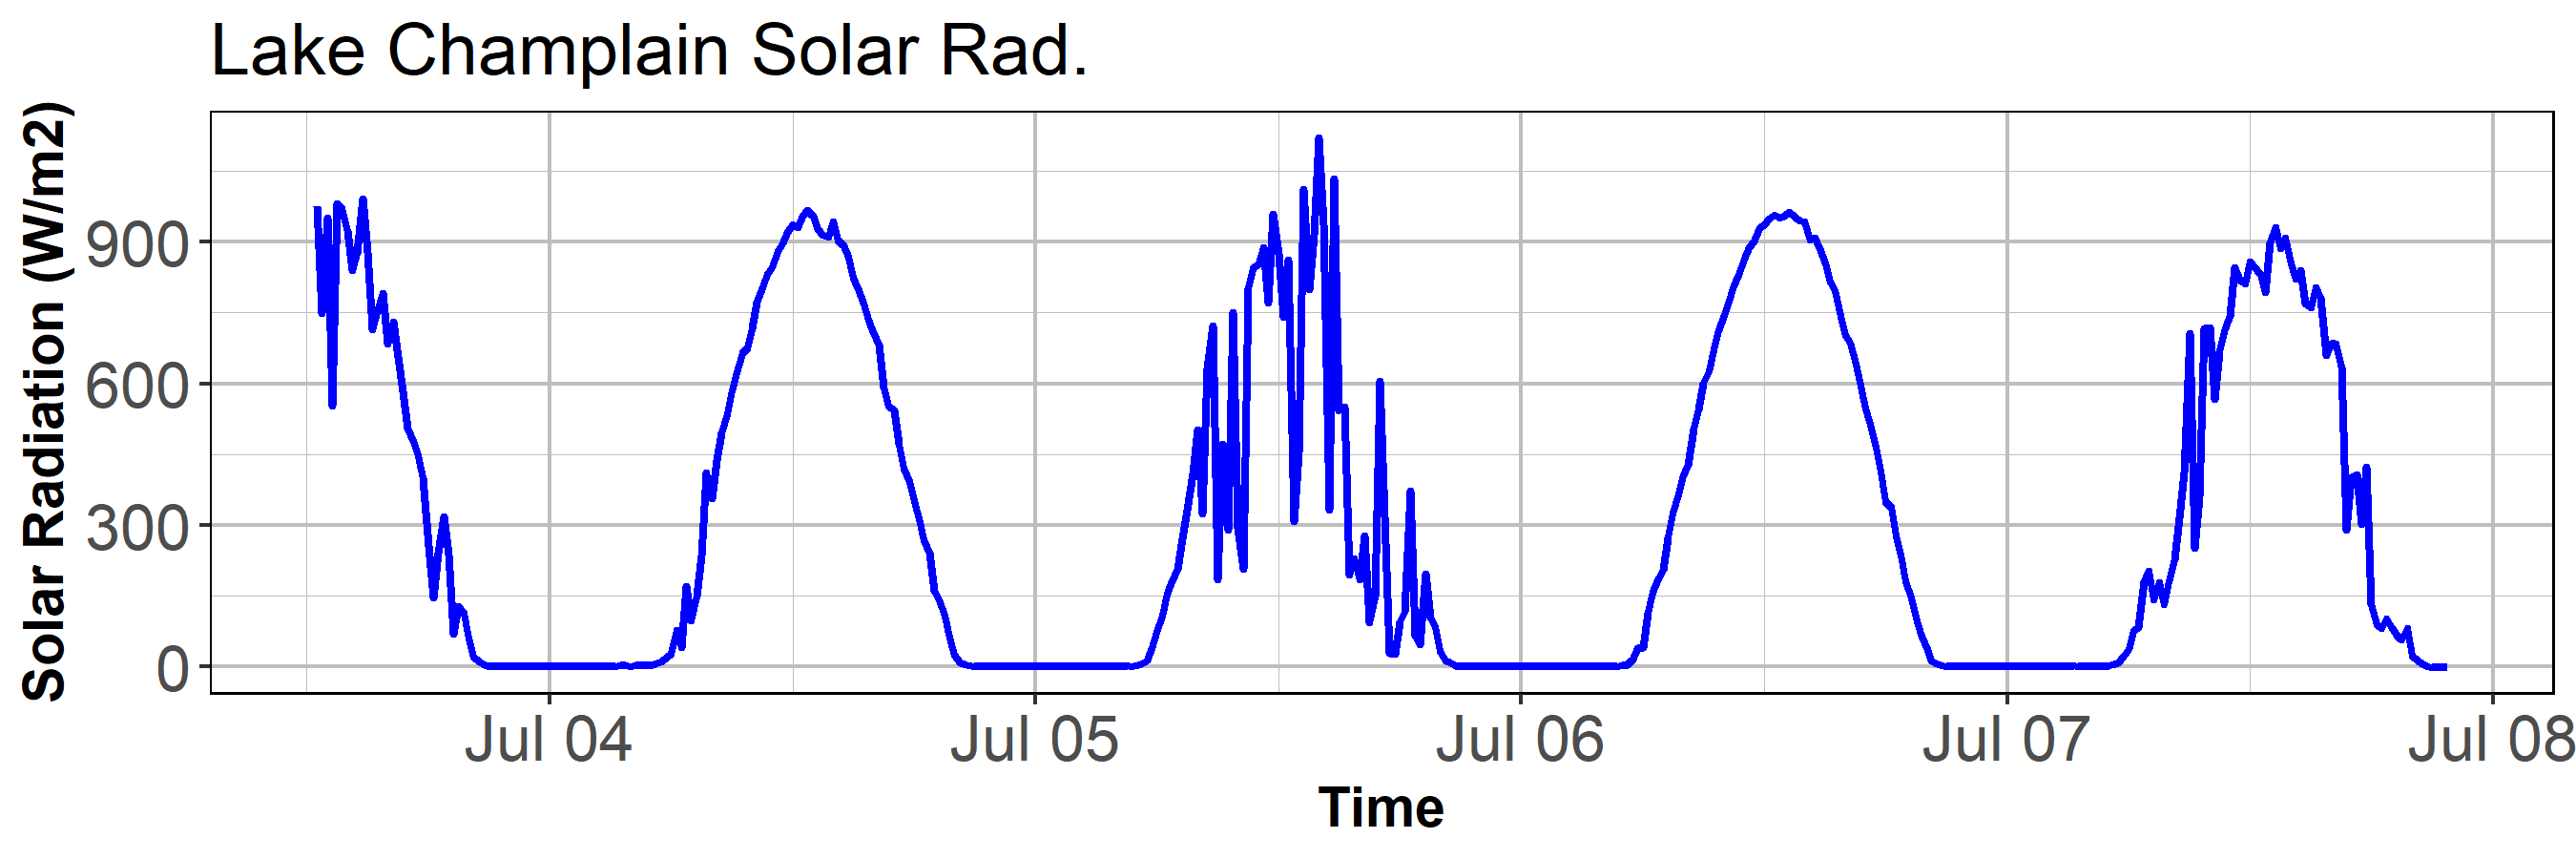 Lake Champlain Solar Rad.
Solar Radiation (W/m2)
900
600
300
0
Jul 04 Jul 05 Jul 06 Jul 07 Jul 08
Time